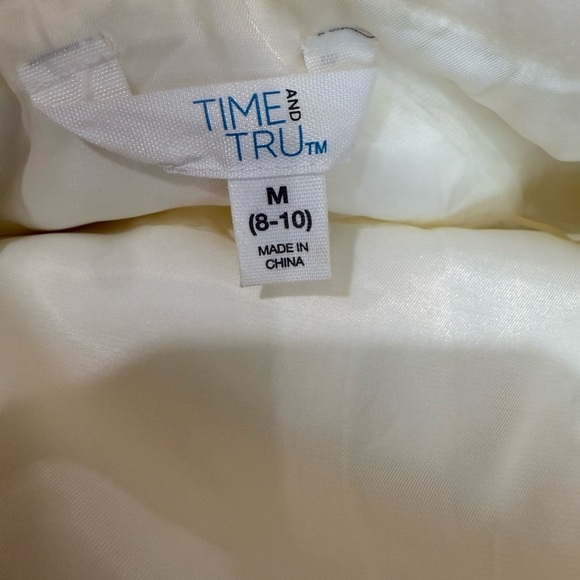 TIME AND
TRU™
M
(8-10)
MADE IN
CHINA